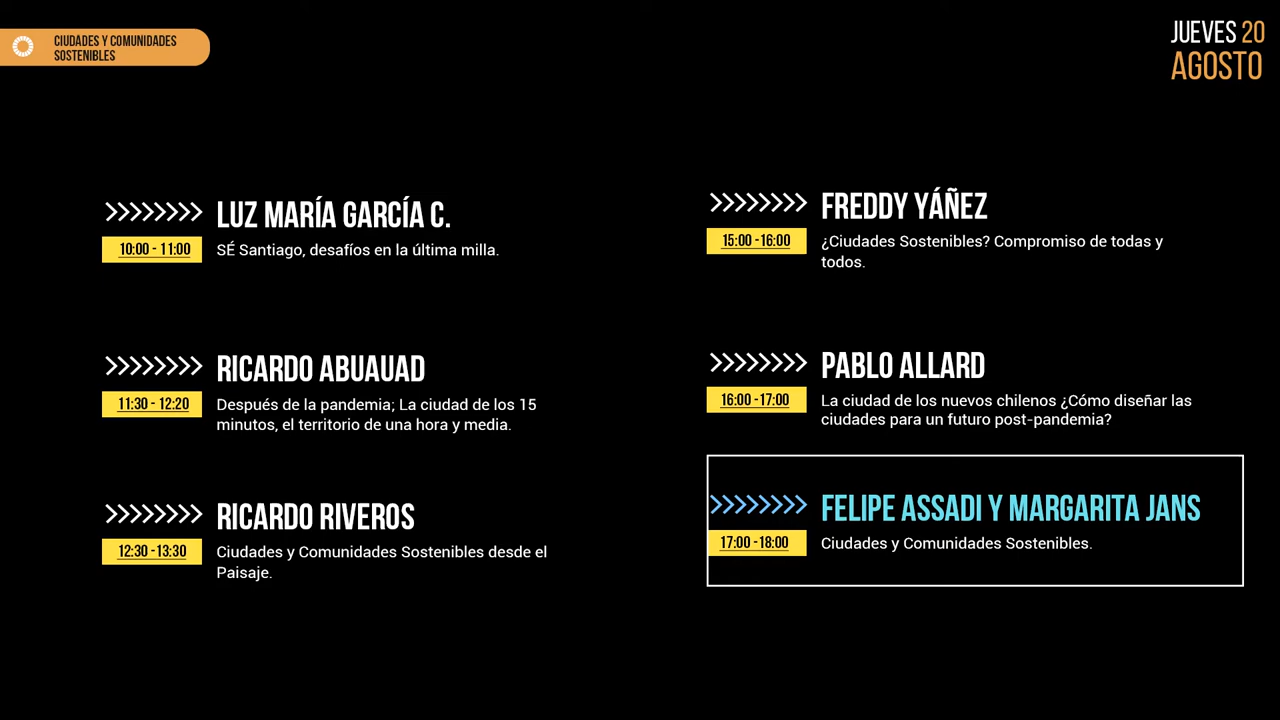 CIUDADES Y COMUNIDADES
SOSTENIBLES
JUEVES 20
AGOSTO
LUZ MARÍA GARCÍA C.
10:00 - 11:00
SÉ Santiago, desafíos en la última milla.
RICARDO ABUAUAD
11:30 - 12:20
Después de la pandemia; La ciudad de los 15
minutos, el territorio de una hora y media.
RICARDO RIVEROS
12:30 -13:30
Ciudades y Comunidades Sostenibles desde el
Paisaje.
FREDDY YÁÑEZ
15:00 -16:00
¿Ciudades Sostenibles? Compromiso de todas y
todos.
PABLO ALLARD
16:00 -17:00
La ciudad de los nuevos chilenos ¿Cómo diseñar las
ciudades para un futuro post-pandemia?
FELIPE ASSADI Y MARGARITA JANS
17:00 -18:00
Ciudades y Comunidades Sostenibles.